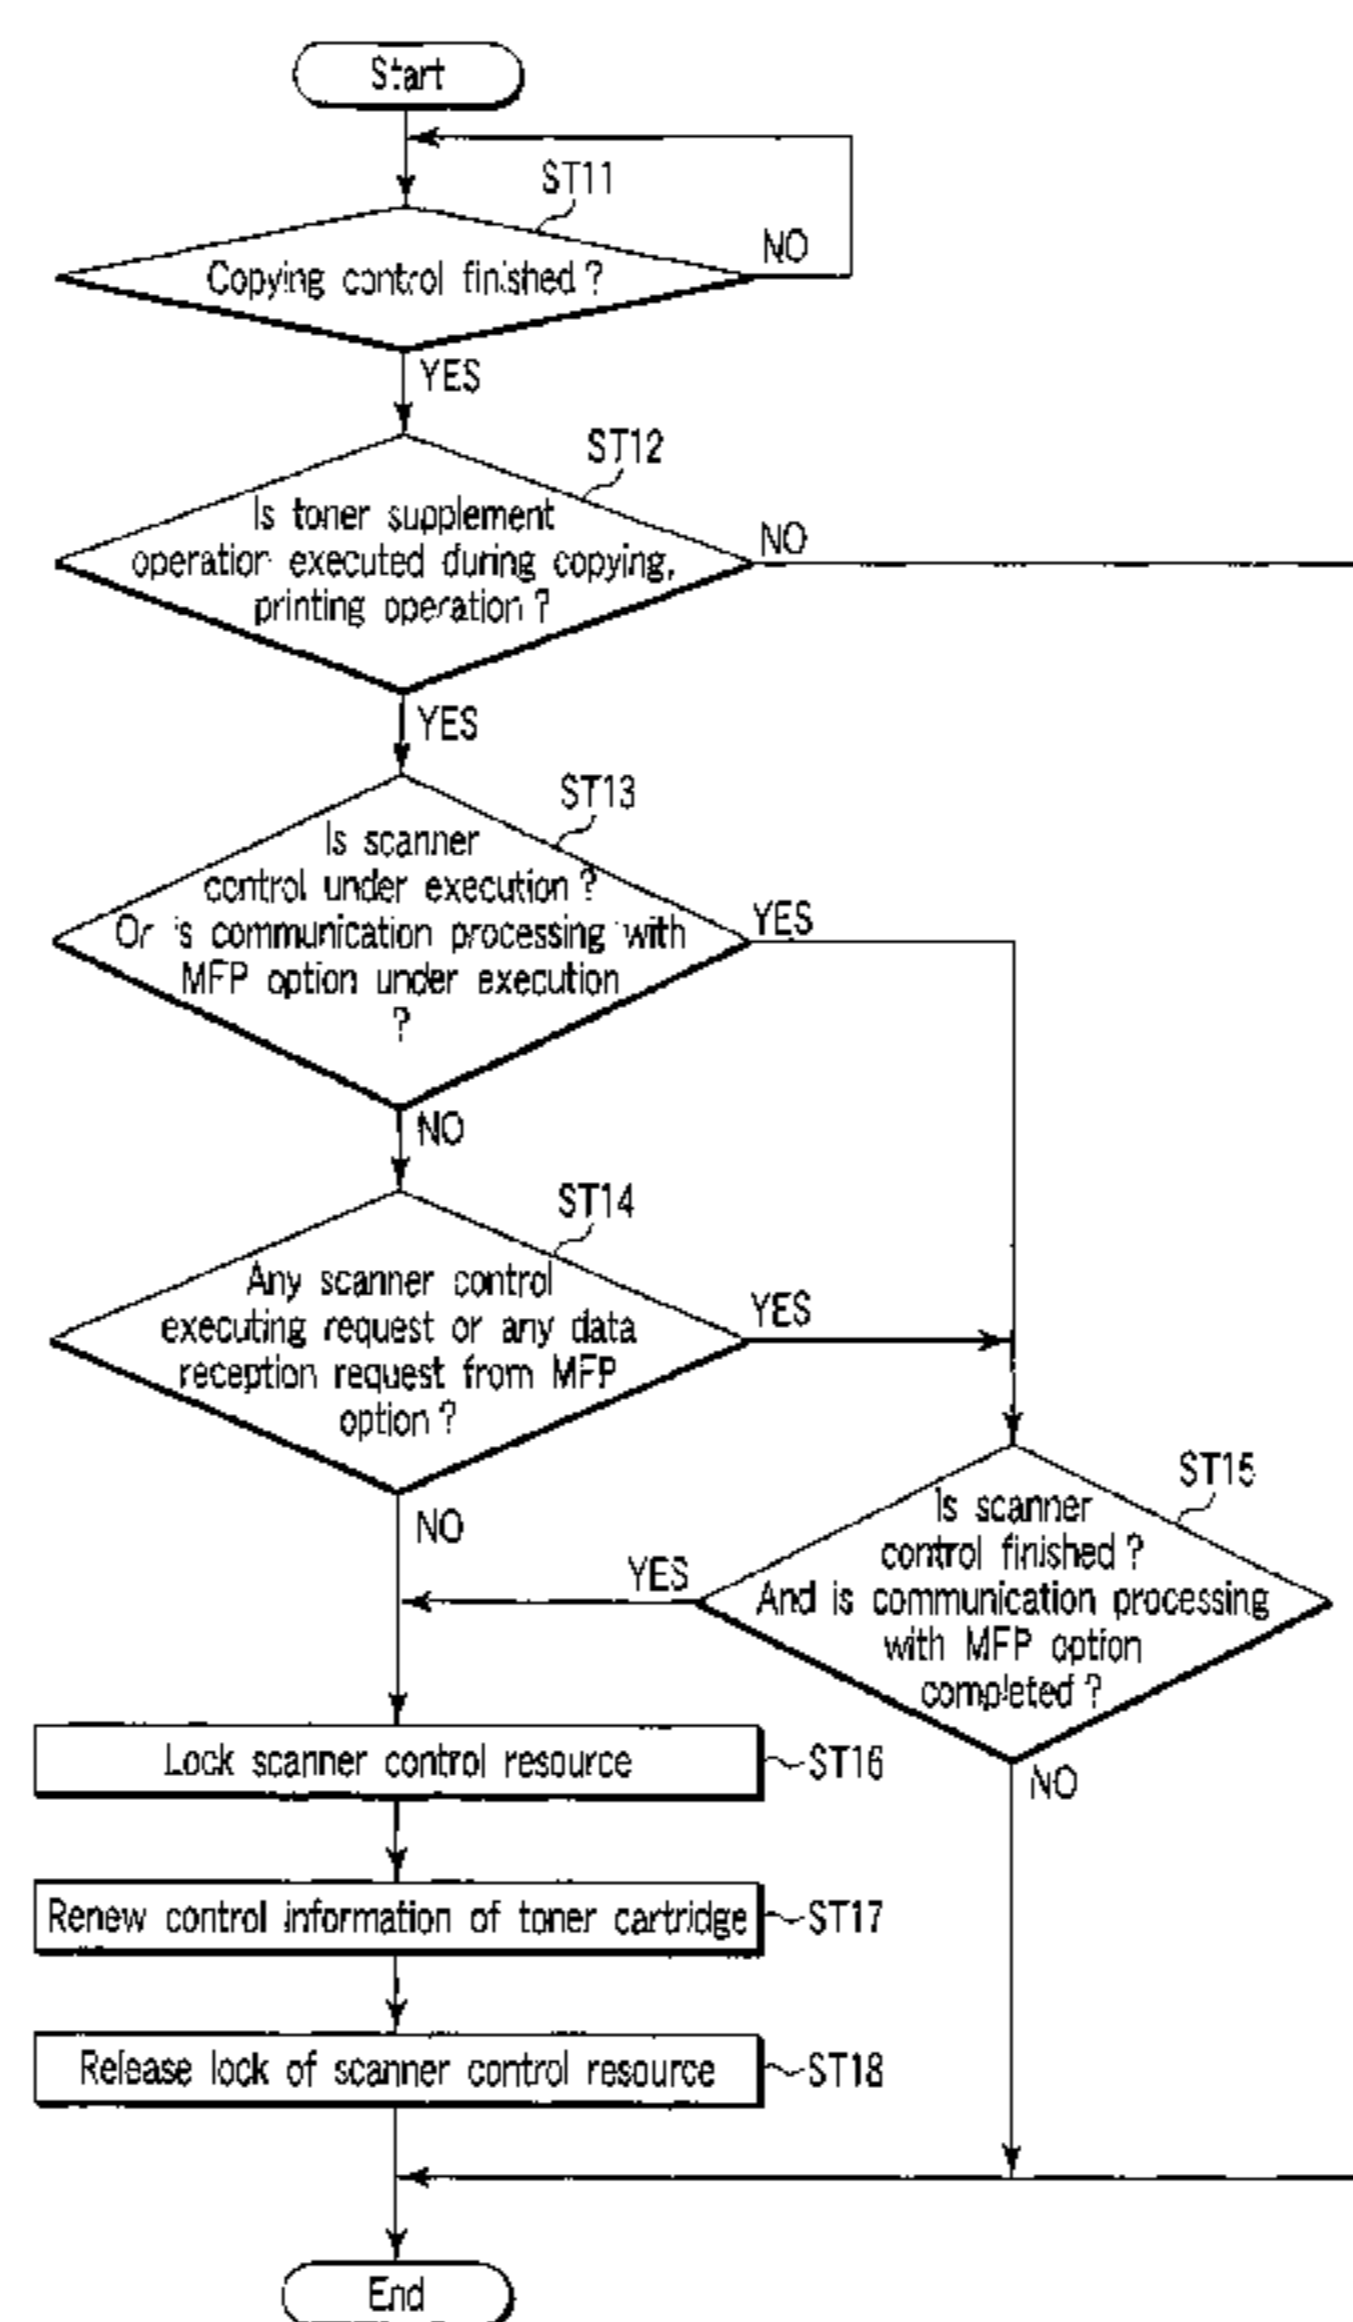 Start
ST11
Copying control finished?
NO
YES
ST12
Is toner supplement
operation executed during copying,
printing operation?
NO
YES
ST13
Is scanner
control under execution?
Or is communication processing with
MFP option under execution
?
YES
NO
ST14
Any scanner control
executing request or any data
reception request from MFP
option?
YES
NO
ST15
Is scanner
control finished?
And is communication processing
with MFP option
completed?
YES
NO
Lock scanner control resource
ST16
Renew control information of toner cartridge
ST17
Release lock of scanner control resource
ST18
End